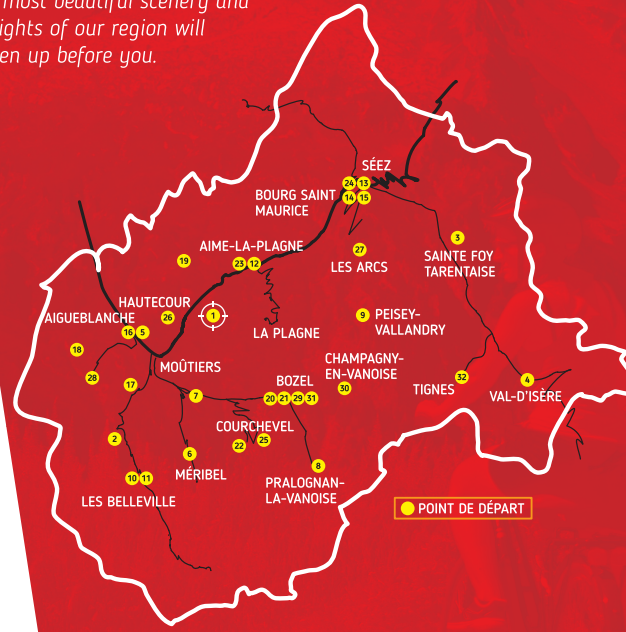 most beautiful scenery and
ights of our region will
en up before you.
SÉEZ
24 13
14 15
BOURG SAINT
MAURICE
3
SAINTE FOY
TARENTAISE
27
LES ARCS
AIME-LA-PLAGNE
23 12
19
HAUTECOUR
26
1
LA PLAGNE
9 PEISEY-
VALLANDRY
AIGUEBLANCHE
16 5
18
28
MOÛTIERS
17
7
CHAMPAGNY-
EN-VANOISE
30
BOZEL
20 21 29 31
32
TIGNES
4
VAL-D'ISÈRE
COURCHEVEL
22 25
2
6
MÉRIBEL
8
PRALOGNAN-
LA-VANOISE
10 11
LES BELLEVILLE
POINT DE DÉPART